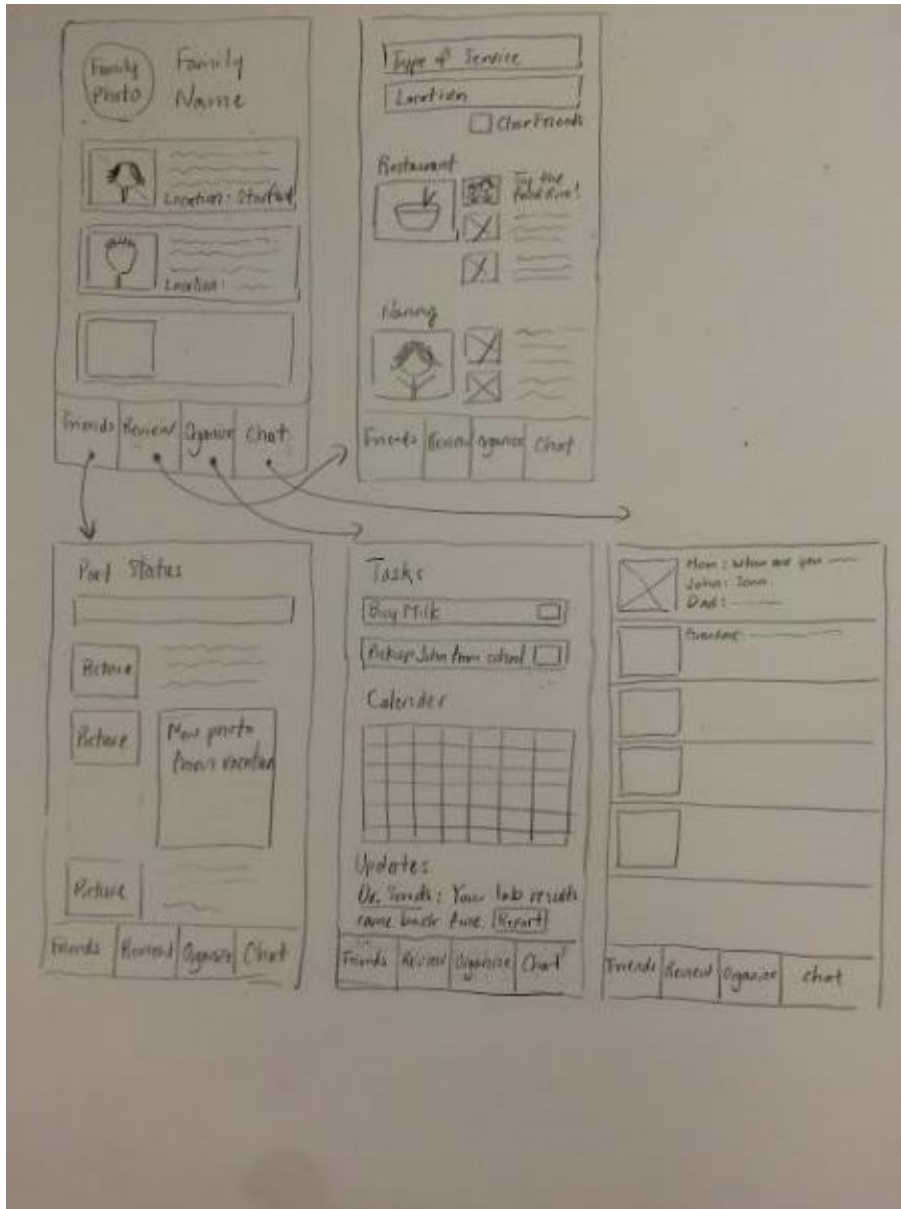 Family
Photo
Family
Name
Location: Stanford
Location:
Friends Review Organize Chat
Type of Service
Location
Close Friends
Restaurant
Try the
Nanny
Friends Review Organize Chat
Post Status
Picture
Picture
New photo
from vacation
Picture
Friends Review Organize Chat
Tasks
Buy Milk
Pickup John from school
Calender
Updates
Dr. Smith: Your lab results
came back fine. Report
Friends Review Organize Chat
Mom: When are you
John:
Dad:
Grandma:
Friends Review Organize Chat